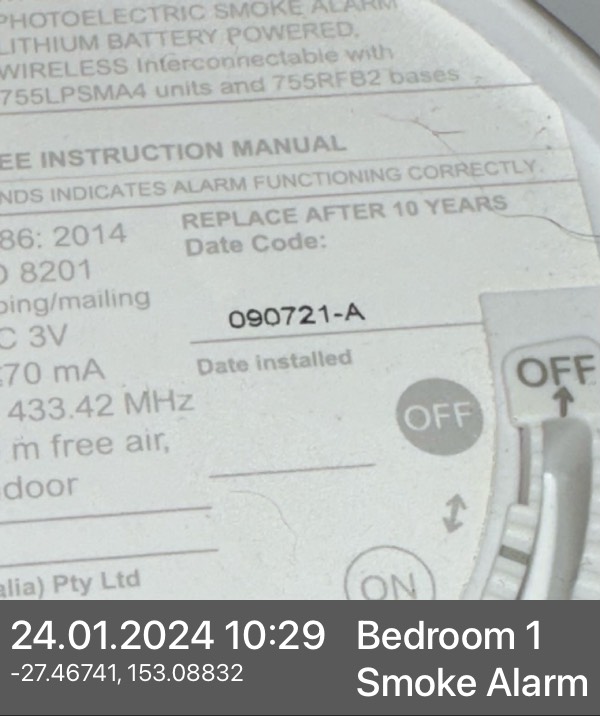 PHOTOELECTRIC SMOKE ALARM
LITHIUM BATTERY POWERED.
WIRELESS Interconnectable with
755LPSMA4 units and 755RFB2 bases
EE INSTRUCTION MANUAL
NDS INDICATES ALARM FUNCTIONING CORRECTLY.
86: 2014
8201
ping/mailing
C 3V
70 mA
433.42 MHz
m free air,
door
alia) Pty Ltd
REPLACE AFTER 10 YEARS
Date Code:
090721-A
Date installed
OFF
OFF
ON
24.01.2024 10:29
-27.46741, 153.08832
Bedroom 1
Smoke Alarm